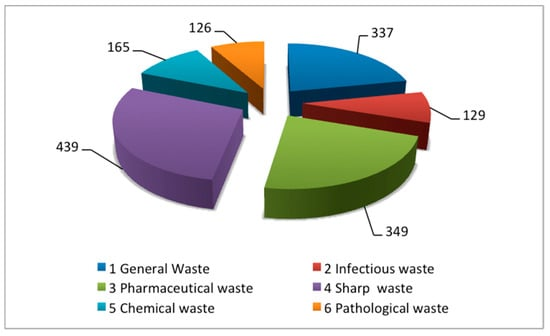 126
337
165
129
439
349
1 General Waste
2 Infectious waste
3 Pharmaceutical waste
4 Sharp waste
5 Chemical waste
6 Pathological waste